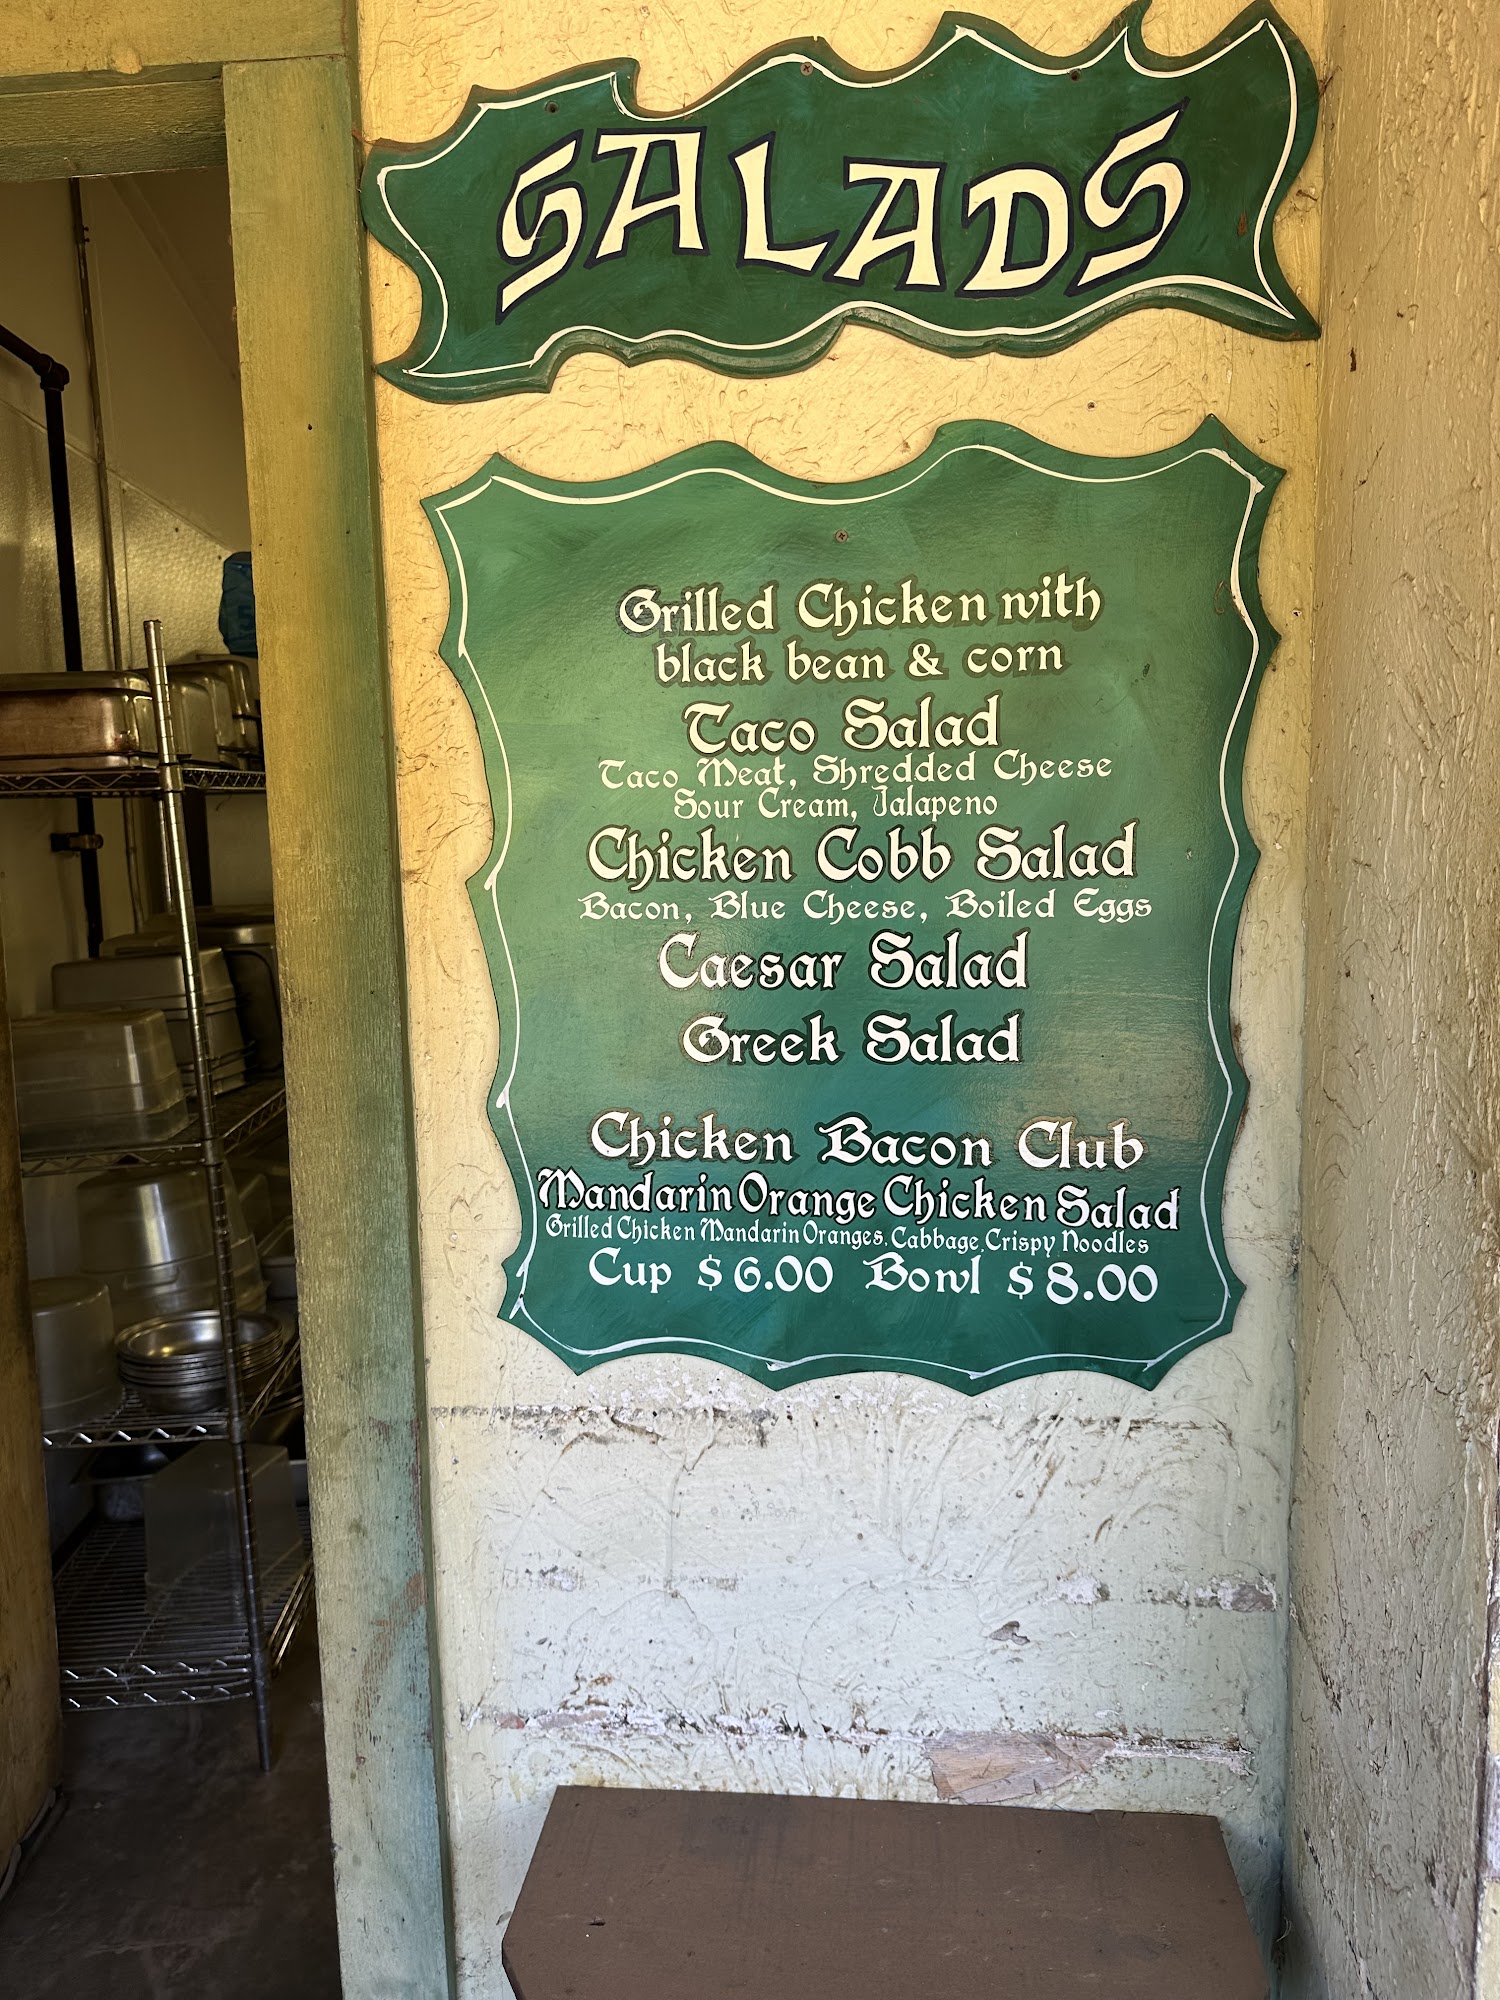 SALADS
Grilled Chicken with
black bean & corn
Taco Salad
Taco Meat, Shredded Cheese
Sour Cream, Jalapeno
Chicken Cobb Salad
Bacon, Blue Cheese, Boiled Eggs
Caesar Salad
Greek Salad
Chicken Bacon Club
Mandarin Orange Chicken Salad
Grilled Chicken Mandarin Oranges, Cabbage, Crispy Noodles
Cup $6.00 Bowl $8.00